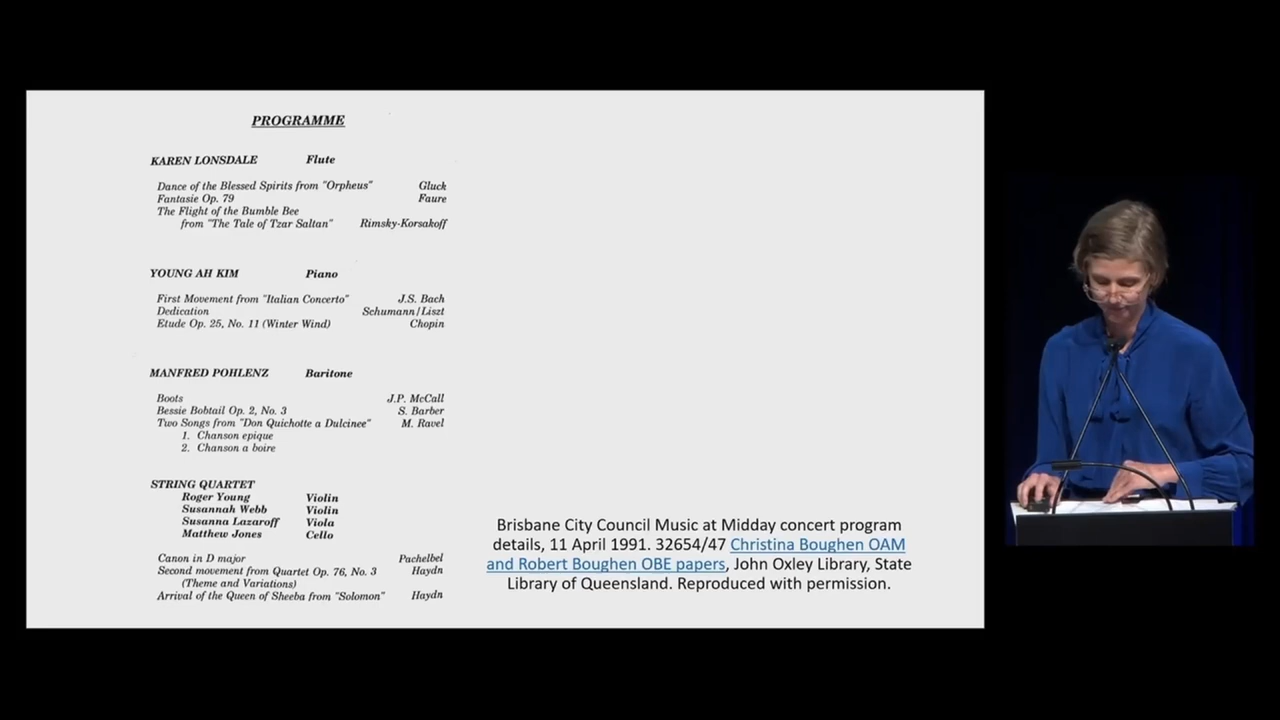 PROGRAMME
KAREN LONSDALE Flute
Dance of the Blessed Spirits from "Orpheus" Gluck
Fantasie Op. 79 Faure
The Flight of the Bumble Bee
from "The Tale of Tzar Saltan" Rimsky-Korsakoff
YOUNG AH KIM Piano
First Movement from "Italian Concerto" J.S. Bach
Dedication Schumann/Liszt
Etude Op. 25, No. 11 (Winter Wind) Chopin
MANFRED POHLENZ Baritone
Boots J.P. McCall
Bessie Bobtail Op. 2, No. 3 S. Barber
Two Songs from "Don Quichotte a Dulcinee" M. Ravel
1. Chanson epique
2. Chanson a boire
STRING QUARTET
Roger Young Violin
Susannah Webb Violin
Susanna Lazaroff Viola
Matthew Jones Cello
Canon in D major Pachelbel
Second movement from Quartet Op. 76, No. 3 Haydn
(Theme and Variations)
Arrival of the Queen of Sheeba from "Solomon" Haydn
Brisbane City Council Music at Midday concert program
details, 11 April 1991. 32654/47 Christina Boughen OAM
and Robert Boughen OBE papers, John Oxley Library, State
Library of Queensland. Reproduced with permission.